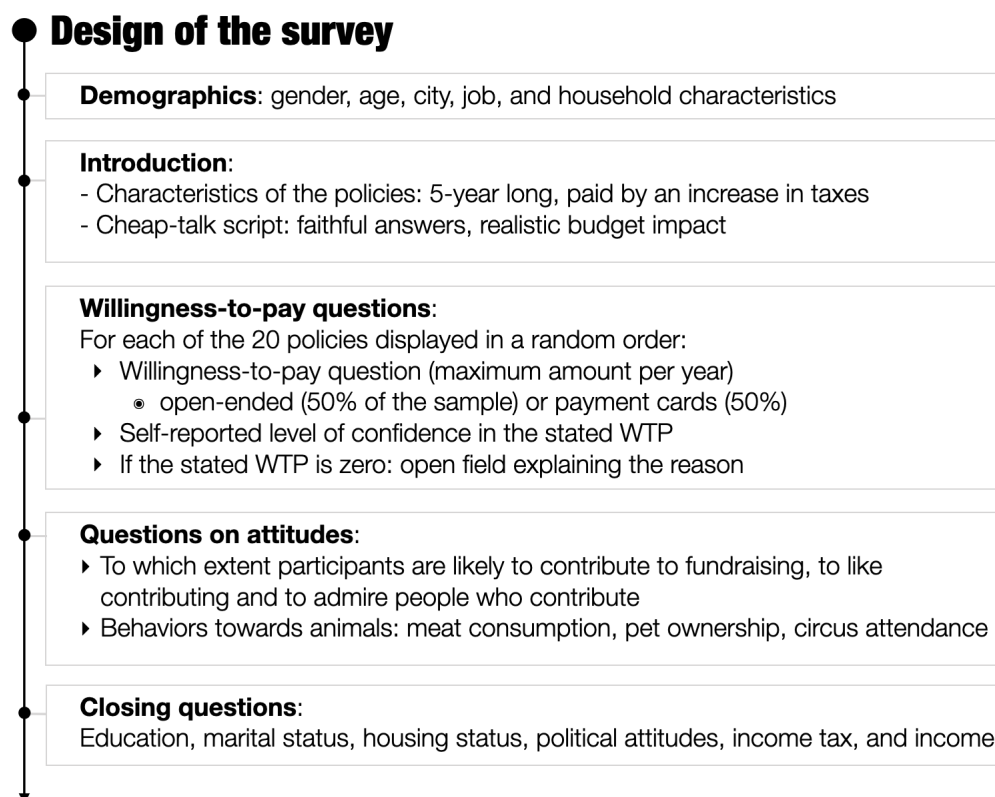 Design of the survey
Demographics: gender, age, city, job, and household characteristics
Introduction:
- Characteristics of the policies: 5-year long, paid by an increase in taxes
- Cheap-talk script: faithful answers, realistic budget impact
Willingness-to-pay questions:
For each of the 20 policies displayed in a random order:
Willingness-to-pay question (maximum amount per year)
open-ended (50% of the sample) or payment cards (50%)
Self-reported level of confidence in the stated WTP
If the stated WTP is zero: open field explaining the reason
Questions on attitudes:
To which extent participants are likely to contribute to fundraising, to like
contributing and to admire people who contribute
Behaviors towards animals: meat consumption, pet ownership, circus attendance
Closing questions:
Education, marital status, housing status, political attitudes, income tax, and income